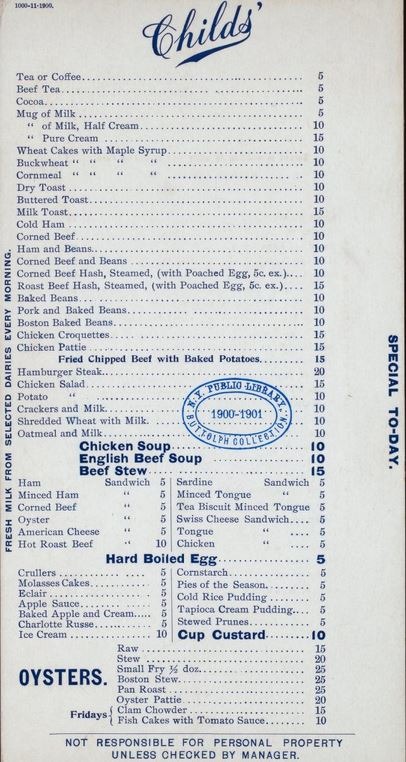 1000-11-1900.
Childs'
Tea or Coffee 5
Beef Tea 5
Cocoa 5
Mug of Milk 5
“ of Milk, Half Cream 10
“ Pure Cream 15
Wheat Cakes with Maple Syrup 10
Buckwheat “ “ “ “ 10
Cornmeal “ “ “ “ 10
Dry Toast 10
Buttered Toast 10
Milk Toast 15
Cold Ham 10
Corned Beef 10
Ham and Beans 10
Corned Beef and Beans 10
Corned Beef Hash, Steamed, (with Poached Egg, 5c. ex.) 10
Roast Beef Hash, Steamed, (with Poached Egg, 5c. ex.) 15
Baked Beans 10
Pork and Baked Beans 10
Boston Baked Beans 10
Chicken Croquettes 15
Chicken Pattie 15
Fried Chipped Beef with Baked Potatoes 15
Hamburger Steak 20
Chicken Salad 15
Potato “ 10
Crackers and Milk 10
Shredded Wheat with Milk 10
Oatmeal and Milk 10
N.Y. PUBLIC LIBRARY,
1900-1901
BUTTOLPH COLLECTION.
Chicken Soup 10
English Beef Soup 10
Beef Stew 15
Ham Sandwich 5
Minced Ham “ 5
Corned Beef “ 5
Oyster “ 5
American Cheese “ 5
Hot Roast Beef “ 10
Sardine Sandwich 5
Minced Tongue “ 5
Tea Biscuit Minced Tongue 5
Swiss Cheese Sandwich 5
Tongue “ 5
Chicken “ 5
Hard Boiled Egg 5
Crullers 5
Molasses Cakes 5
Eclair 5
Apple Sauce 5
Baked Apple and Cream 5
Charlotte Russe 5
Ice Cream 10
Cornstarch 5
Pies of the Season 5
Cold Rice Pudding 5
Tapioca Cream Pudding 5
Stewed Prunes 5
Cup Custard 10
OYSTERS.
Raw 15
Stew 20
Small Fry ½ doz. 25
Boston Stew 25
Pan Roast 25
Oyster Pattie 20
Fridays
Clam Chowder 15
Fish Cakes with Tomato Sauce 10
NOT RESPONSIBLE FOR PERSONAL PROPERTY
UNLESS CHECKED BY MANAGER.
FRESH MILK FROM SELECTED DAIRIES EVERY MORNING.
SPECIAL TO-DAY.